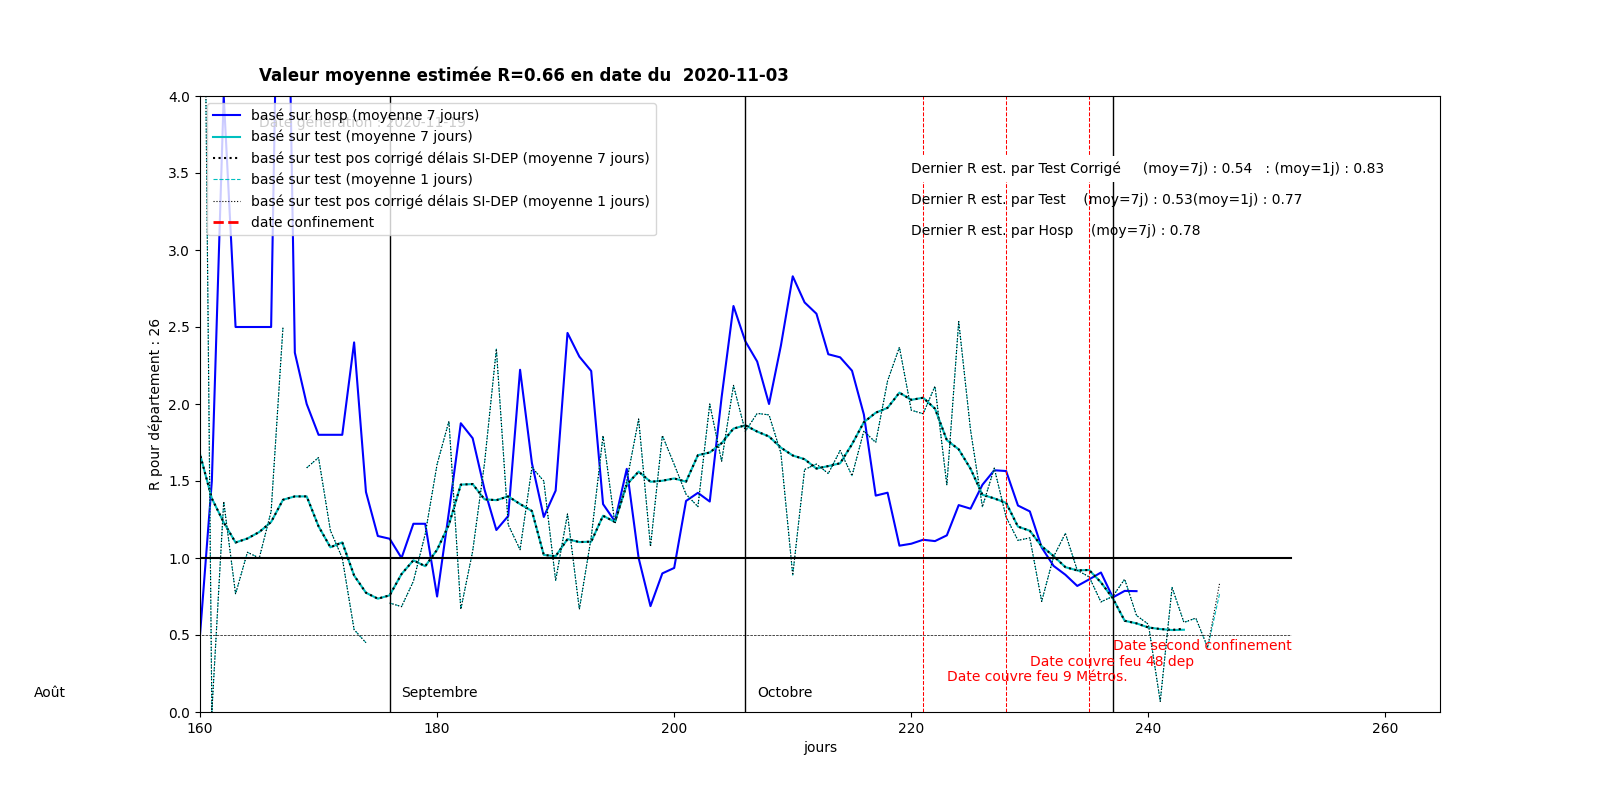 Valeur moyenne estimée R=0.66 en date du  2020-11-03
Date génération : 2020-11-19
basé sur hosp (moyenne 7 jours)
basé sur test (moyenne 7 jours)
basé sur test pos corrigé délais SI-DEP (moyenne 7 jours)
basé sur test (moyenne 1 jours)
basé sur test pos corrigé délais SI-DEP (moyenne 1 jours)
date confinement
Dernier R est. par Test Corrigé     (moy=7j) : 0.54   : (moy=1j) : 0.83
Dernier R est. par Test    (moy=7j) : 0.53(moy=1j) : 0.77
Dernier R est. par Hosp    (moy=7j) : 0.78
R pour département : 26
4.0
3.5
3.0
2.5
2.0
1.5
1.0
0.5
0.0
Date second confinement
Date couvre feu 48 dep
Date couvre feu 9 Métros.
Août
Septembre
Octobre
160
180
200
220
240
260
jours